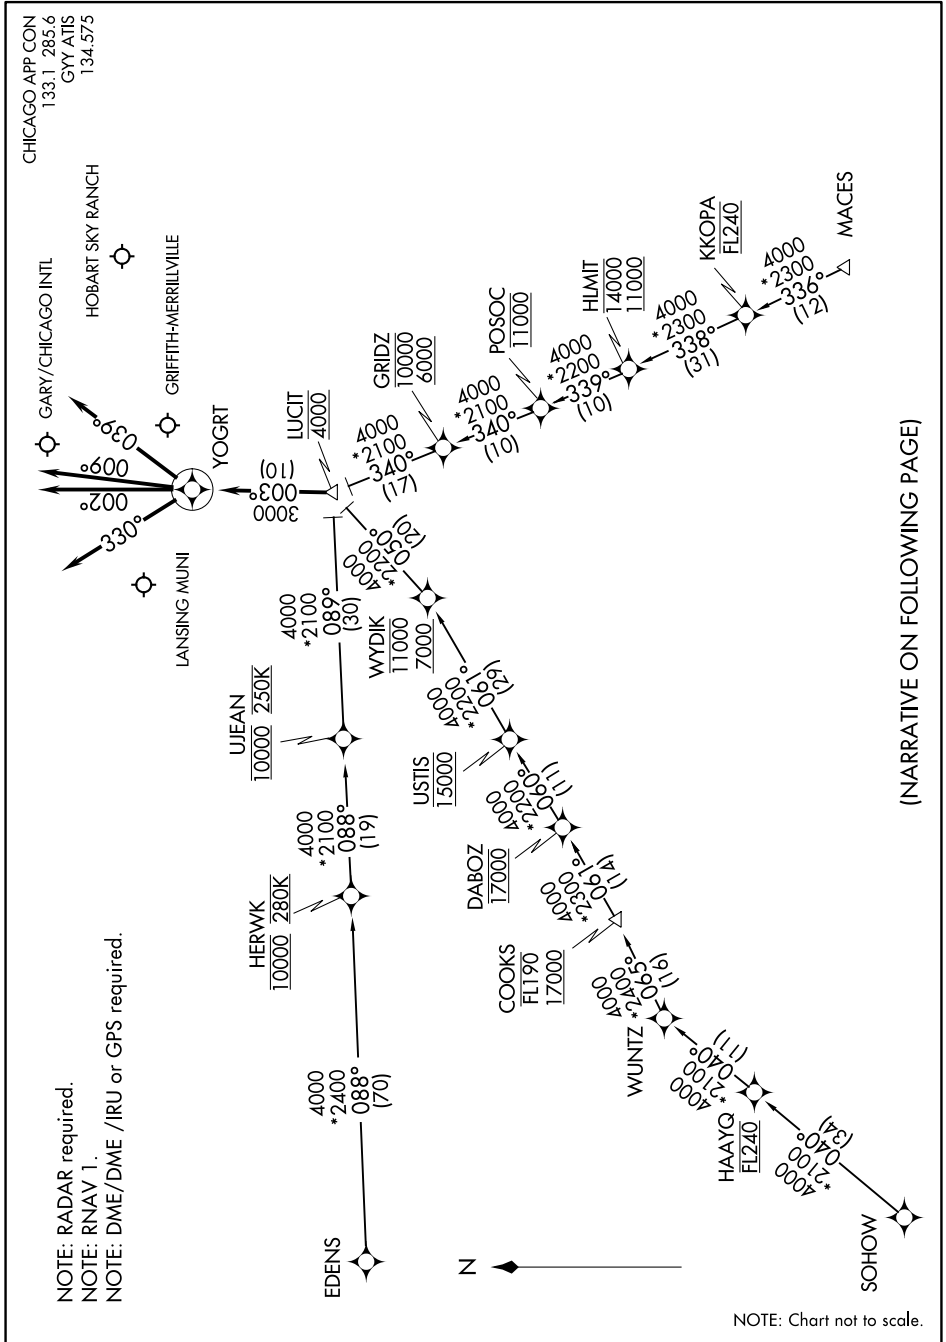 CHICAGO APP CON
133.1 285.6
GYY ATIS
134.575
NOTE: RADAR required.
NOTE: RNAV 1.
NOTE: DME/DME /IRU or GPS required.
GARY/CHICAGO INTL
HOBART SKY RANCH
GRIFFITH-MERRILLVILLE
LANSING MUNI
330°
002°
009°
039°
YOGRT
3000
003°
(10)
LUCIT
4000
EDENS
4000
*2400
088°
(70)
HERWK
10000 280K
4000
*2100
088°
(19)
UJEAN
10000 250K
4000
*2100
089°
(30)
SOHOW
4000
*2100
040°
(34)
HAAYQ
FL240
4000
*2100
040°
(11)
WUNTZ
4000
*2400
065°
(16)
COOKS
FL190
17000
4000
*2300
061°
(14)
DABOZ
17000
4000
*2200
060°
(11)
USTIS
15000
4000
*2200
061°
(29)
WYDIK
11000
7000
4000
*2200
050°
(20)
MACES
4000
*2300
336°
(12)
KKOPA
FL240
4000
*2300
338°
(31)
HLMIT
14000
11000
4000
*2200
339°
(10)
POSOC
11000
4000
*2100
340°
(10)
GRIDZ
10000
6000
4000
*2100
340°
(17)
N
(NARRATIVE ON FOLLOWING PAGE)
NOTE: Chart not to scale.